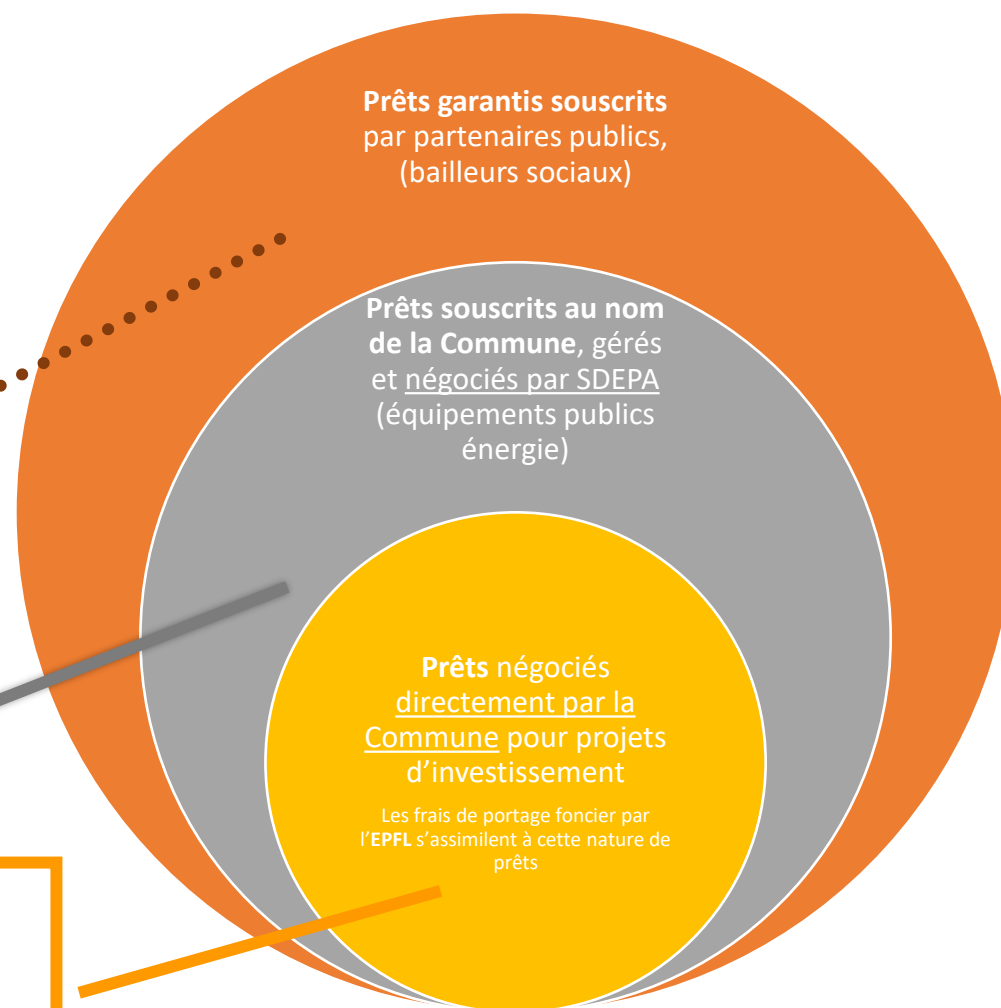 Prêts garantis souscrits
par partenaires publics,
(bailleurs sociaux)
Prêts souscrits au nom
de la Commune, gérés
et négociés par SDEPA
(équipements publics
énergie)
Prêts négociés
directement par la
Commune pour projets
d’investissement
Les frais de portage foncier par
l’EPFL s’assimilent à cette nature de
prêts